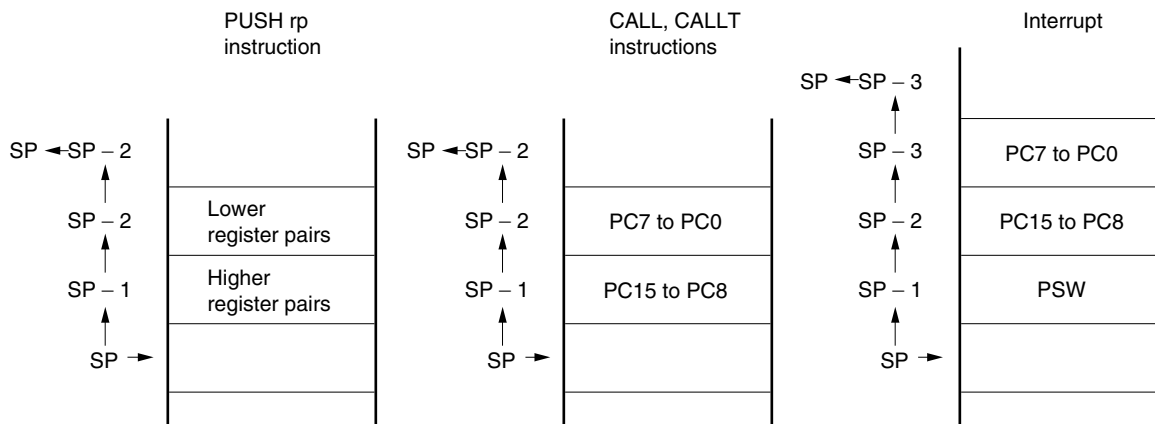 PUSH rp
instruction
SP SP – 2
SP – 2
Lower
register pairs
SP – 1
Higher
register pairs
SP
CALL, CALLT
instructions
SP SP – 2
SP – 2
PC7 to PC0
SP – 1
PC15 to PC8
SP
Interrupt
SP SP – 3
SP – 3
PC7 to PC0
SP – 2
PC15 to PC8
SP – 1
PSW
SP